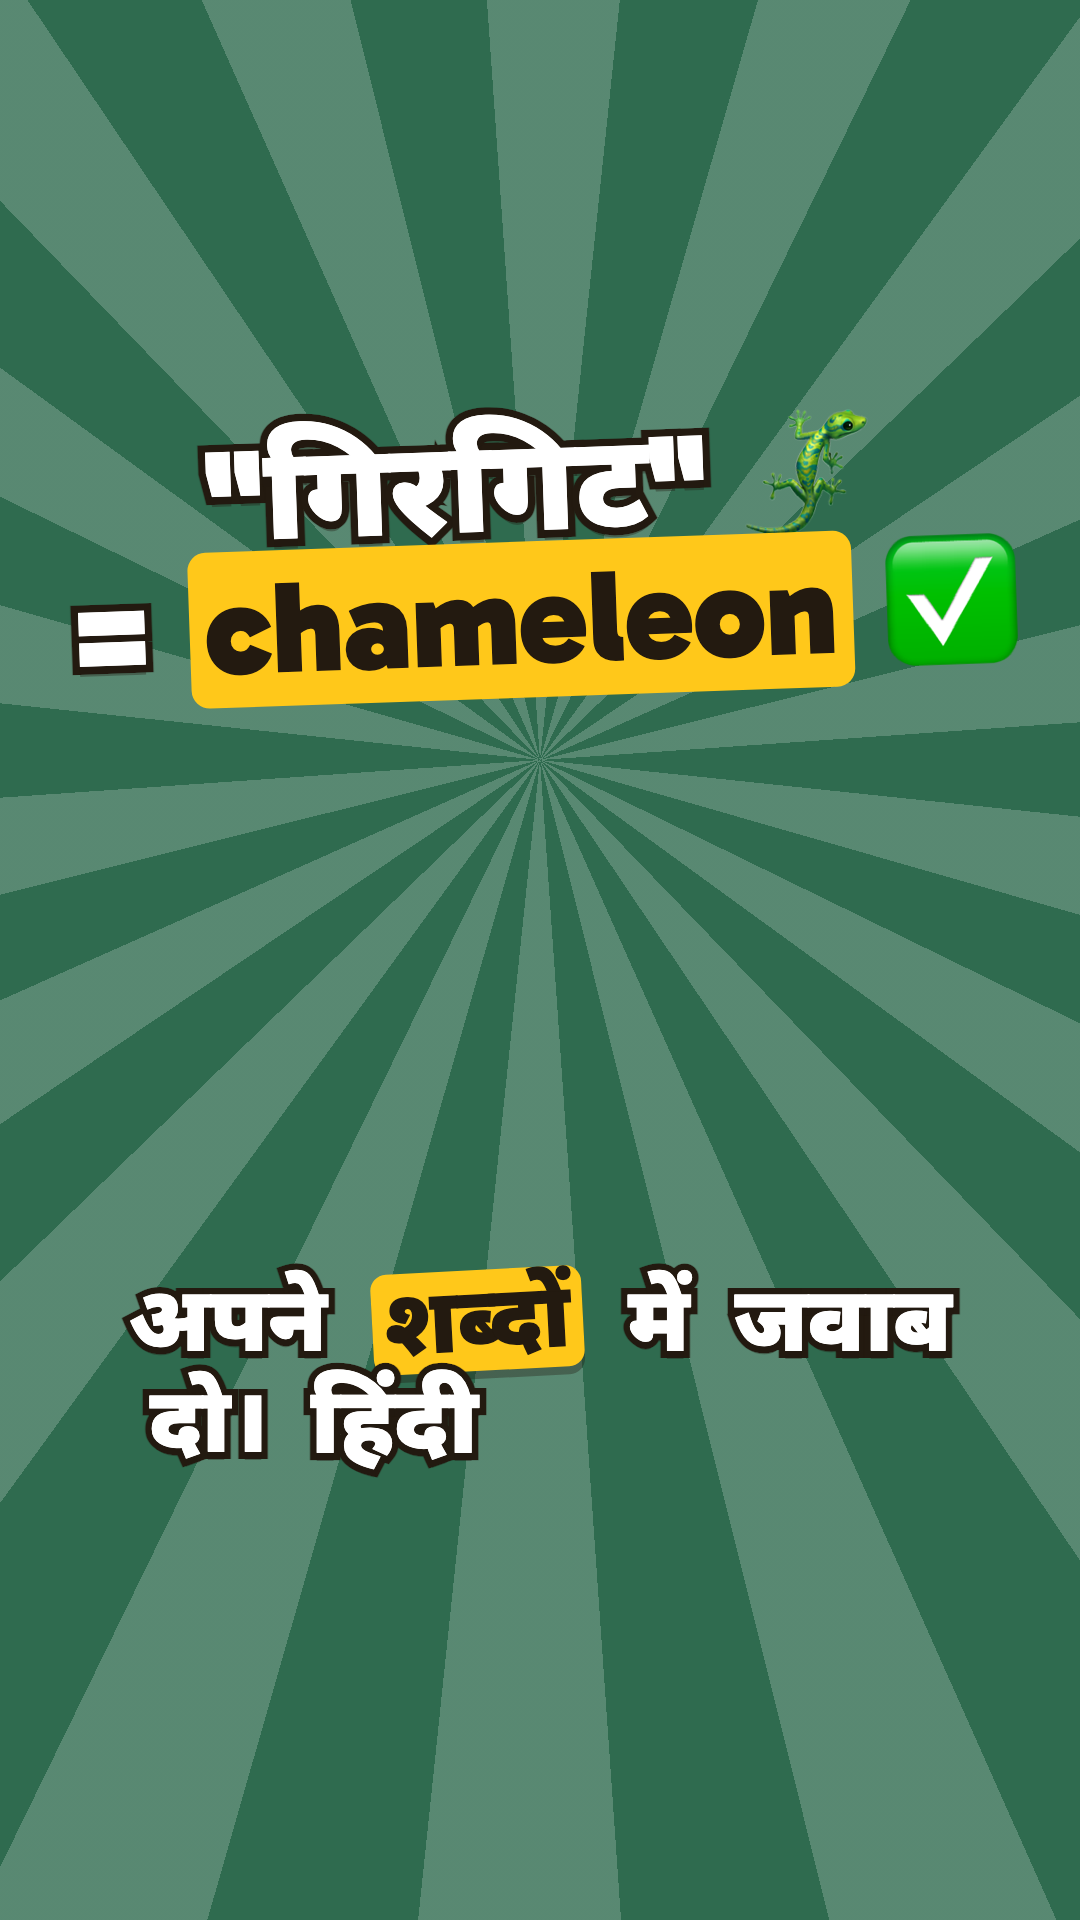 "गिरगिट"
= chameleon
अपने शब्दों में जवाब
दो। हिंदी